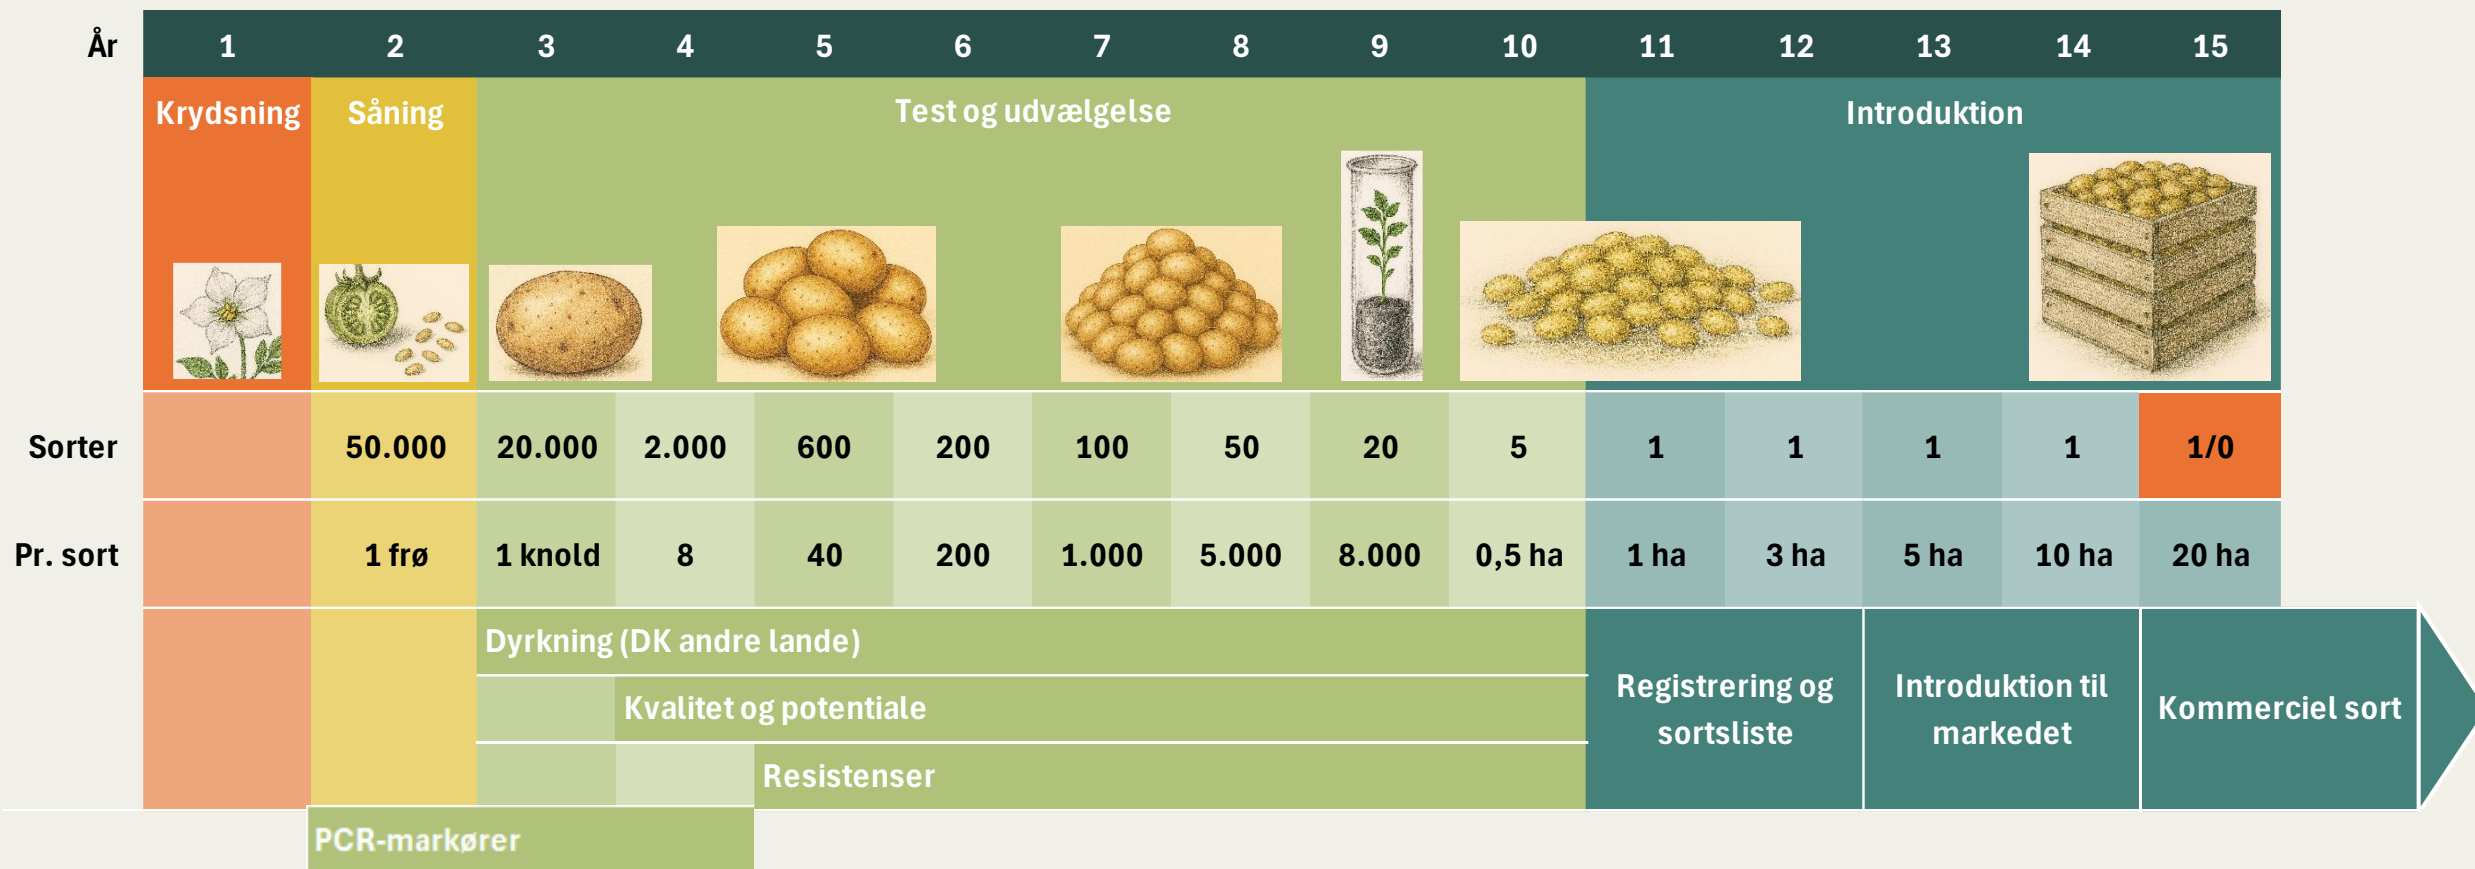 År 1 2 3 4 5 6 7 8 9 10 11 12 13 14 15
Krydsning Såning Test og udvælgelse Introduktion
Sorter 50.000 20.000 2.000 600 200 100 50 20 5 1 1 1 1 1/0
Pr. sort 1 frø 1 knold 8 40 200 1.000 5.000 8.000 0,5 ha 1 ha 3 ha 5 ha 10 ha 20 ha
Dyrkning (DK andre lande)
Kvalitet og potentiale
Resistenser
Registrering og
sortsliste
Introduktion til
markedet
Kommerciel sort
PCR-markører